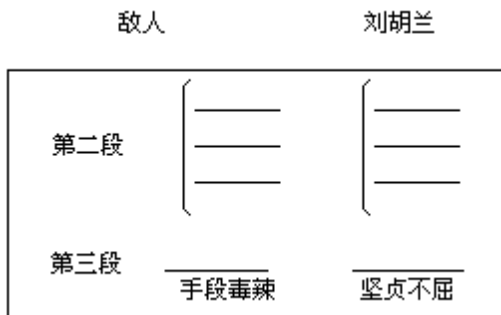 敌人 刘胡兰
第二段
第三段
手段毒辣 坚贞不屈